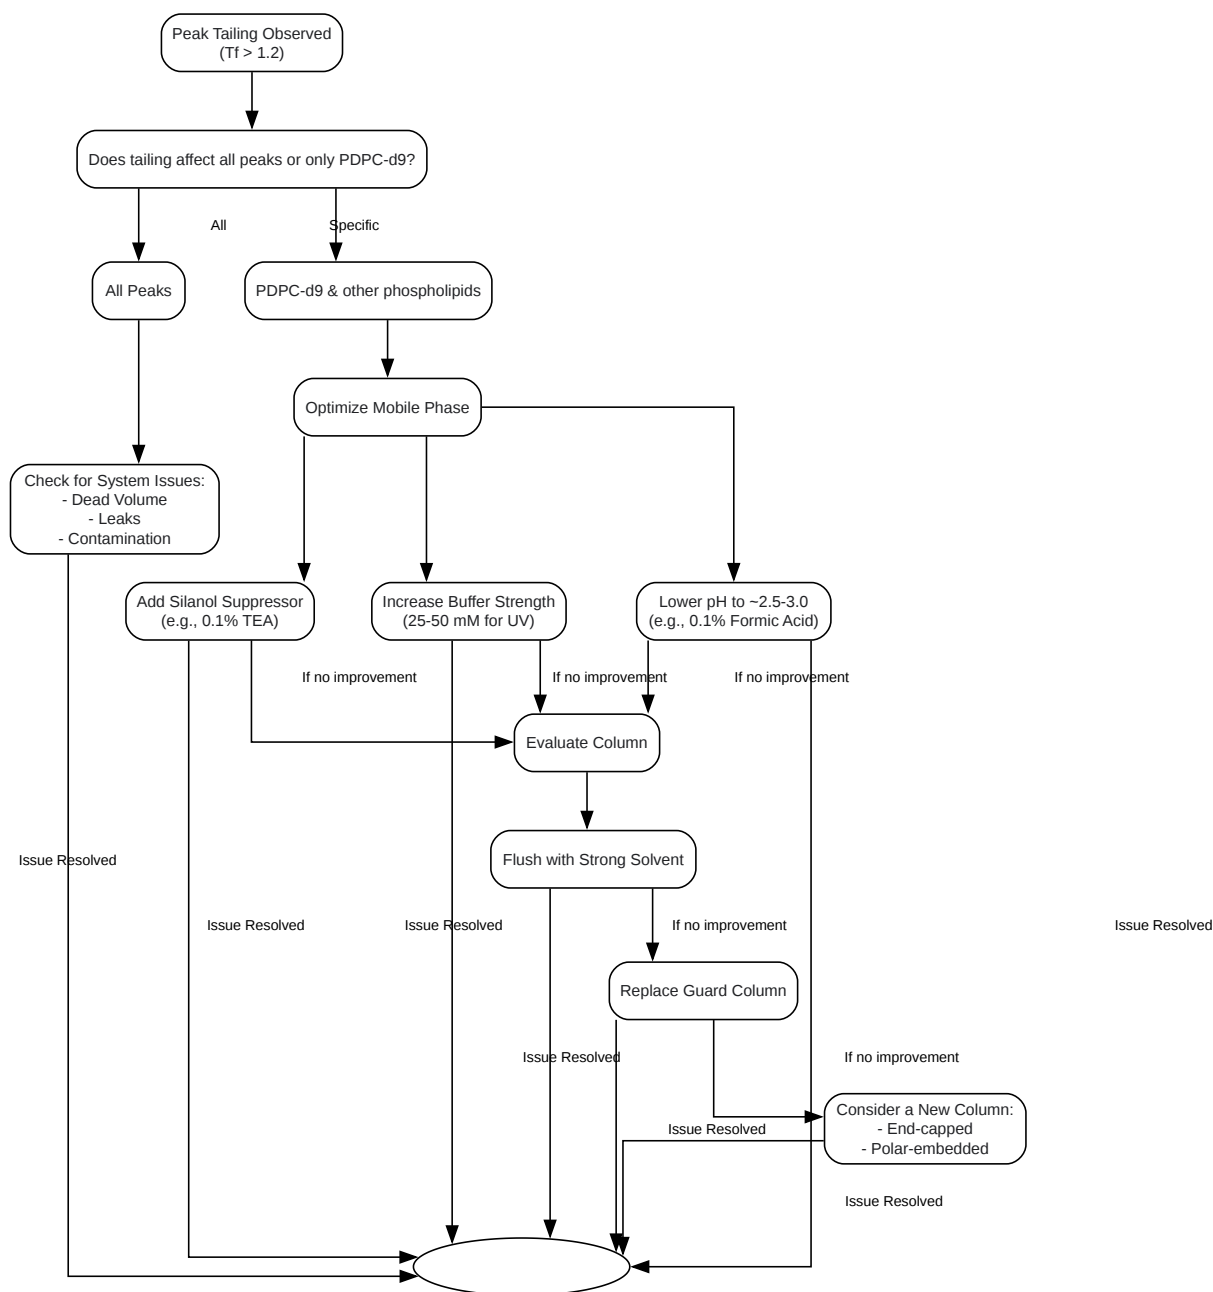 Peak Tailing Observed
(Tf > 1.2)
Does tailing affect all peaks or only PDPC-d9?
All
Specific
All Peaks
PDPC-d9 & other phospholipids
Optimize Mobile Phase
Check for System Issues:
- Dead Volume
- Leaks
- Contamination
Add Silanol Suppressor
(e.g., 0.1% TEA)
Increase Buffer Strength
(25-50 mM for UV)
Lower pH to ~2.5-3.0
(e.g., 0.1% Formic Acid)
If no improvement
If no improvement
If no improvement
Evaluate Column
Flush with Strong Solvent
Issue Resolved
Issue Resolved
Issue Resolved
If no improvement
Issue Resolved
Replace Guard Column
Issue Resolved
If no improvement
Consider a New Column:
- End-capped
- Polar-embedded
Issue Resolved
Issue Resolved